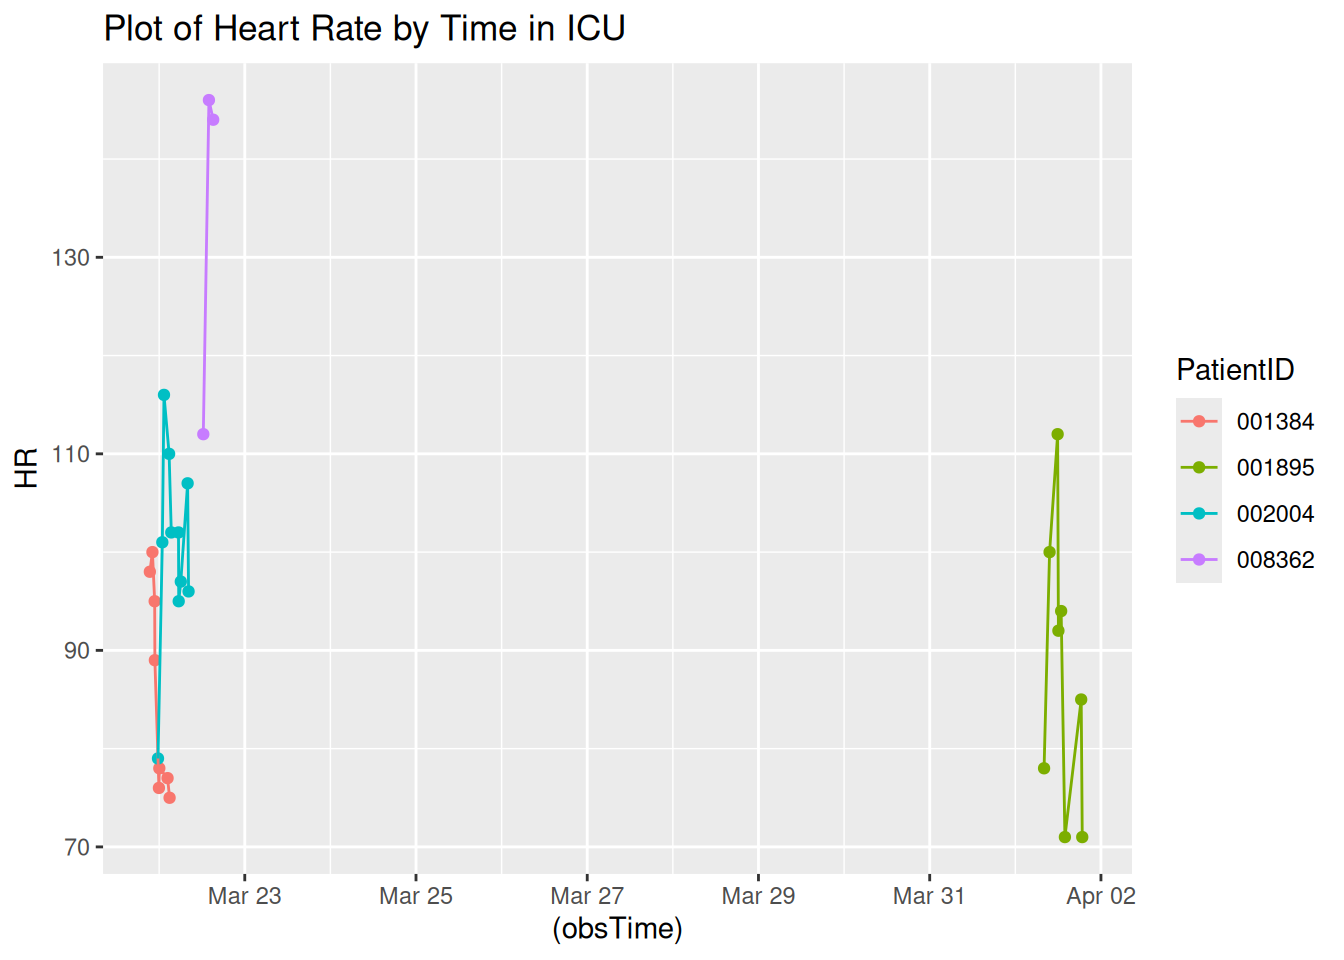 Plot of Heart Rate by Time in ICU
HR
130
110
90
70
Mar 23 Mar 25 Mar 27 Mar 29 Mar 31 Apr 02
(obsTime)
PatientID
001384
001895
002004
008362